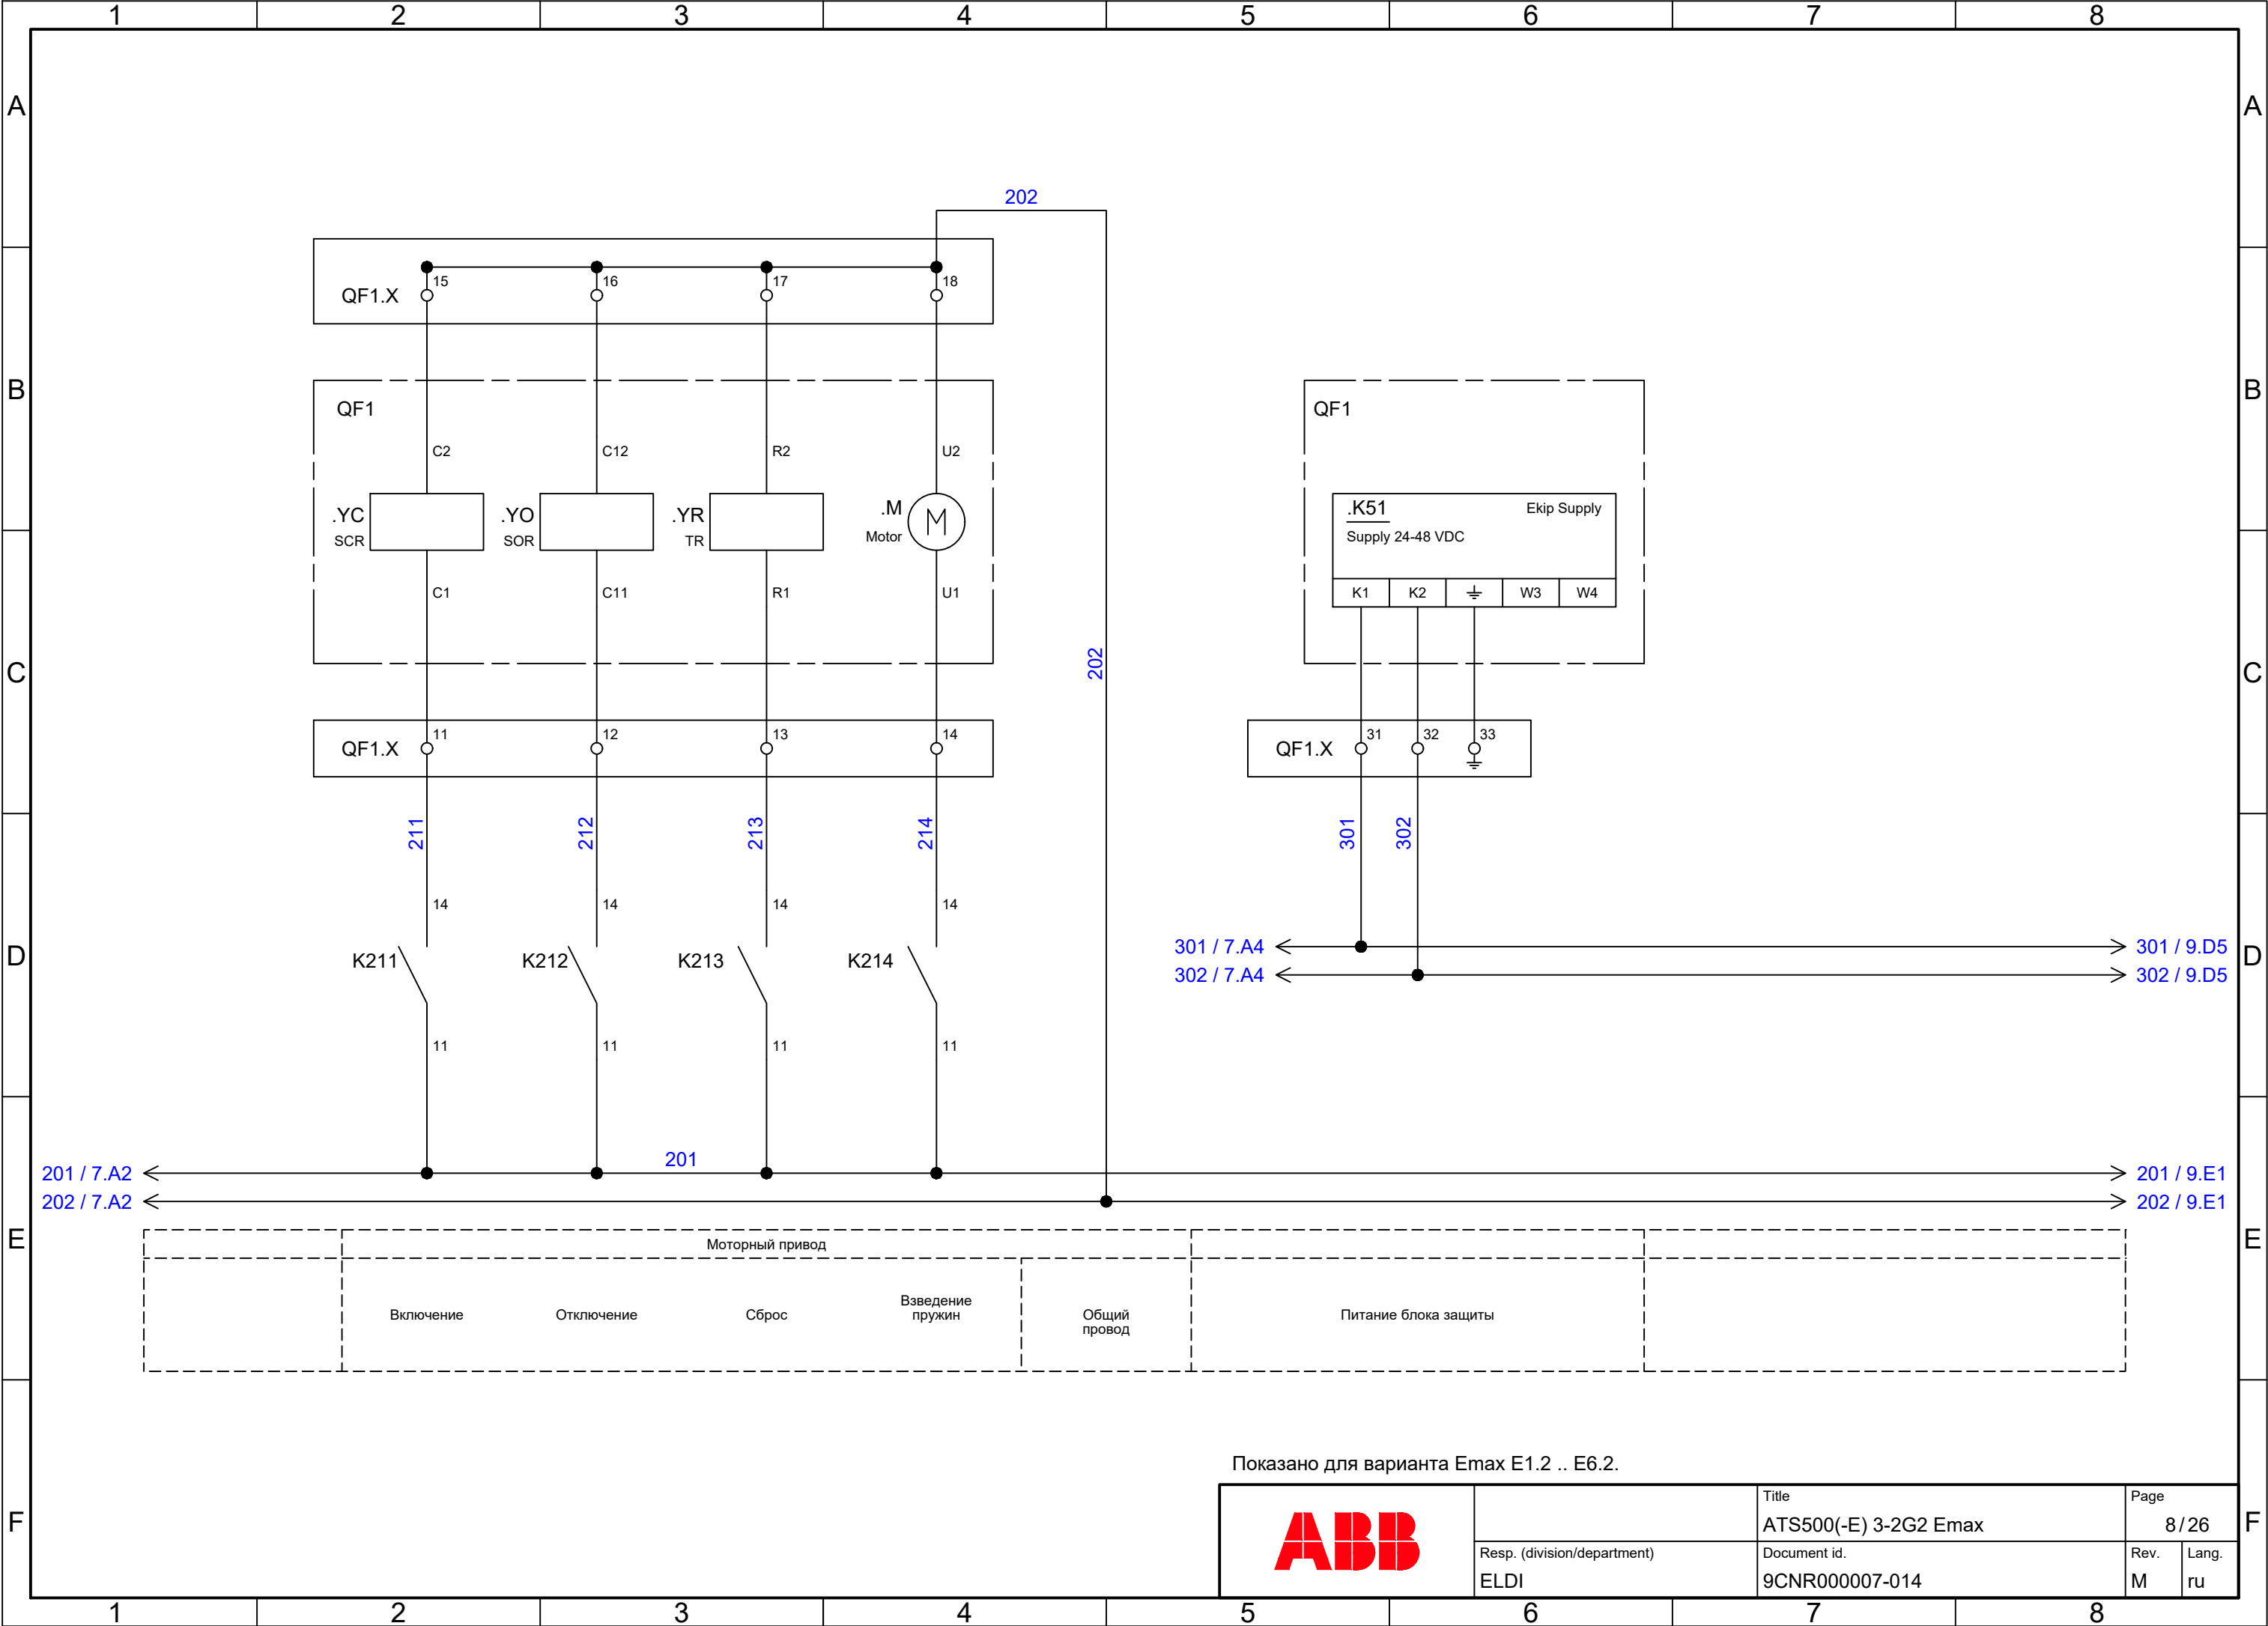 1 2 3 4 5 6 7 8
A A
202
QF1.X 15 16 17 18
B B
QF1 QF1
C2 C12 R2 U2
.YC .YO .YR .M .K51 Ekip Supply
SCR SOR TR Motor M Supply 24-48 VDC
C1 C11 R1 U1 K1 K2 W3 W4
202
C C
QF1.X 11 12 13 14 QF1.X 31 32 33
211 212 213 214 301 302
14 14 14 14
301 / 7.A4 301 / 9.D5
D K211 K212 K213 K214 D
302 / 7.A4 302 / 9.D5
11 11 11 11
201
201 / 7.A2 201 / 9.E1
202 / 7.A2 202 / 9.E1
E Моторный привод E
Включение Отключение Сброс Взведение
пружин Общий
провод Питание блока защиты
Показано для варианта Emax E1.2 .. E6.2.
F F
ABB
Title
ATS500(-E) 3-2G2 Emax
Page
8/26
Resp. (division/department)
ELDI
Document id.
9CNR000007-014
Rev.
M
Lang.
ru
1 2 3 4 5 6 7 8